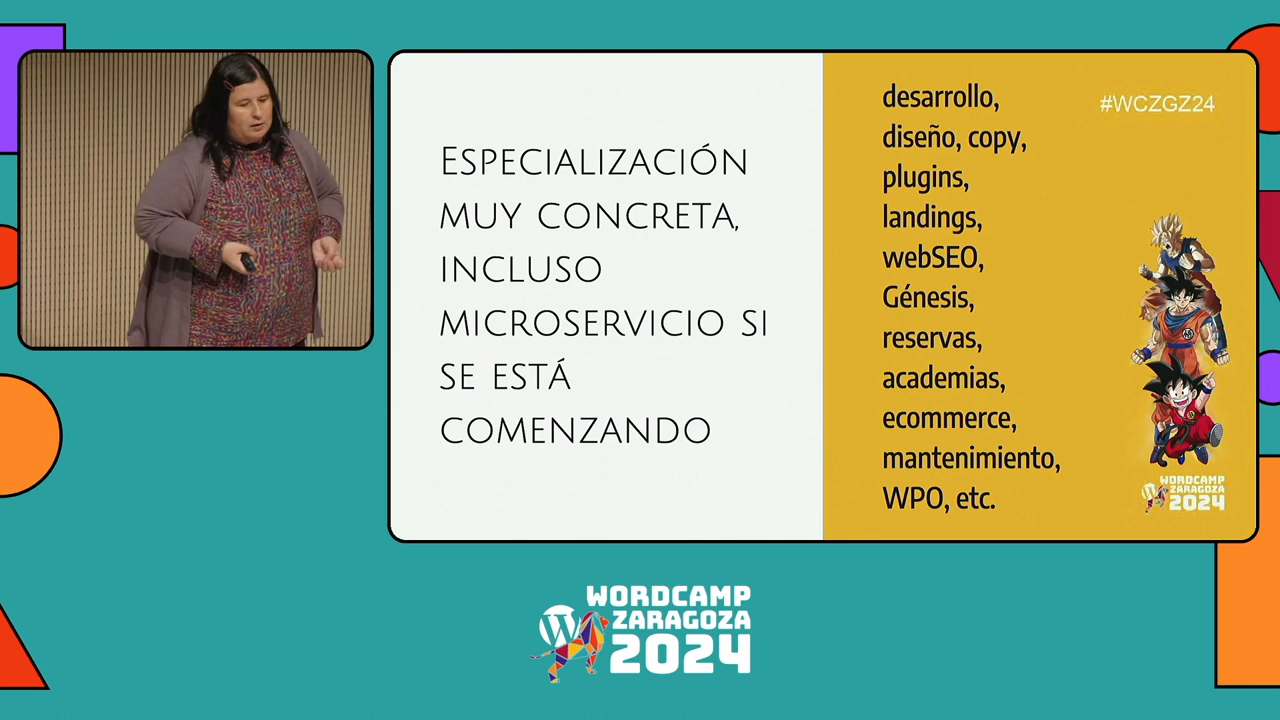 ESPECIALIZACIÓN
MUY CONCRETA,
INCLUSO
MICROSERVICIO SI
SE ESTÁ
COMENZANDO
desarrollo,
diseño, copy,
plugins,
landings,
webSEO,
Génesis,
reservas,
academias,
ecommerce,
mantenimiento,
WPO, etc.
#WCZGZ24
WORDCAMP
ZARAGOZA
2024
WORDCAMP
ZARAGOZA
2024